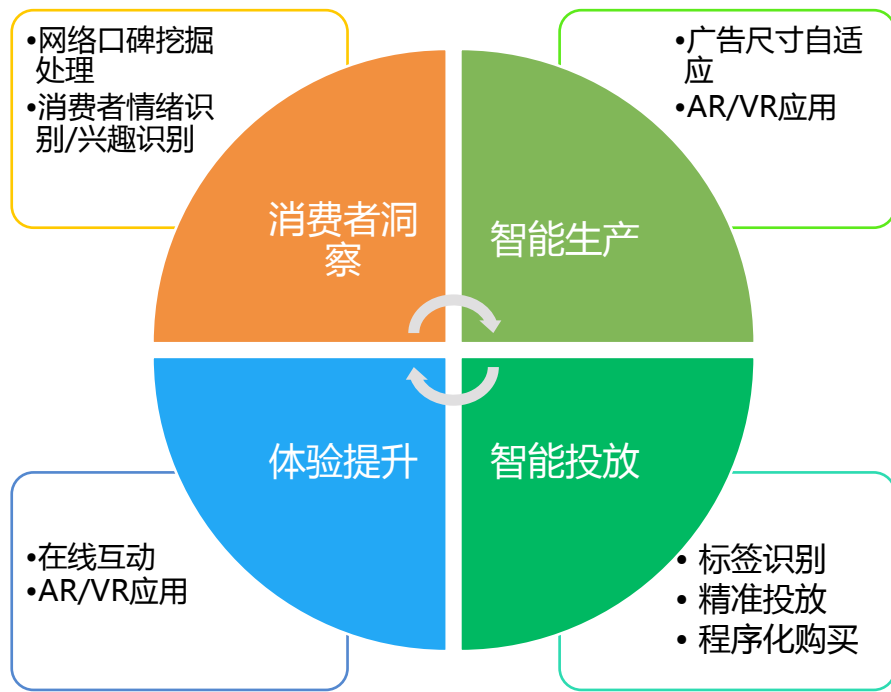 •网络口碑挖掘
处理
•消费者情绪识
别/兴趣识别
•广告尺寸自适
应
•AR/VR应用
消费者洞
察
智能生产
体验提升
智能投放
•在线互动
•AR/VR应用
• 标签识别
• 精准投放
• 程序化购买